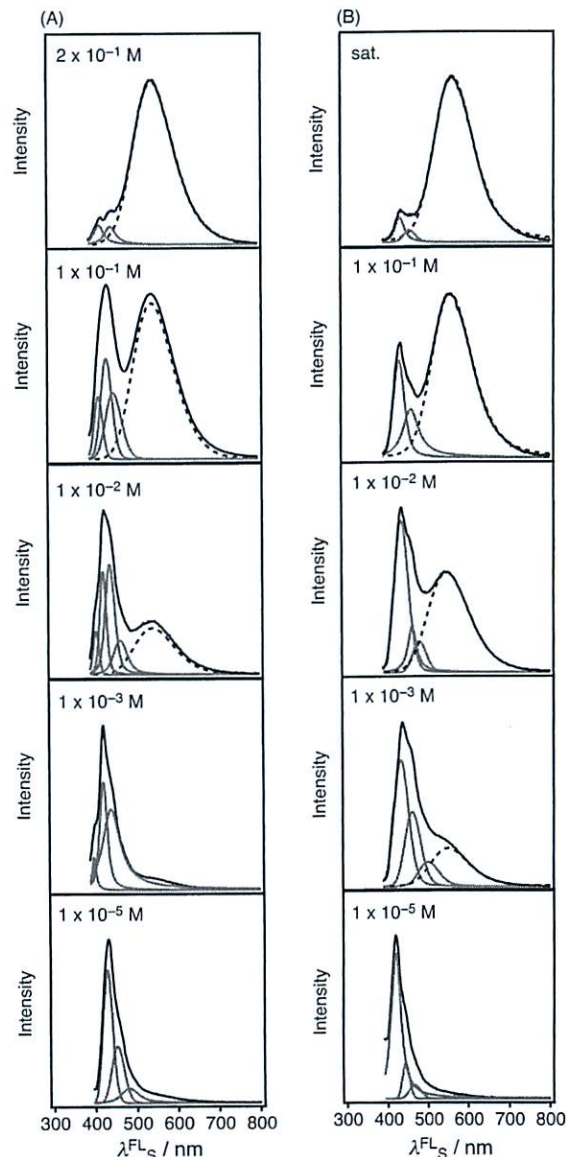 (A)
2 x 10⁻¹ M
Intensity
1 x 10⁻¹ M
Intensity
1 x 10⁻² M
Intensity
1 x 10⁻³ M
Intensity
1 x 10⁻⁵ M
Intensity
300 400 500 600 700 800
λᶠᴸₛ / nm
(B)
sat.
Intensity
1 x 10⁻¹ M
Intensity
1 x 10⁻² M
Intensity
1 x 10⁻³ M
Intensity
1 x 10⁻⁵ M
Intensity
300 400 500 600 700 800
λᶠᴸₛ / nm